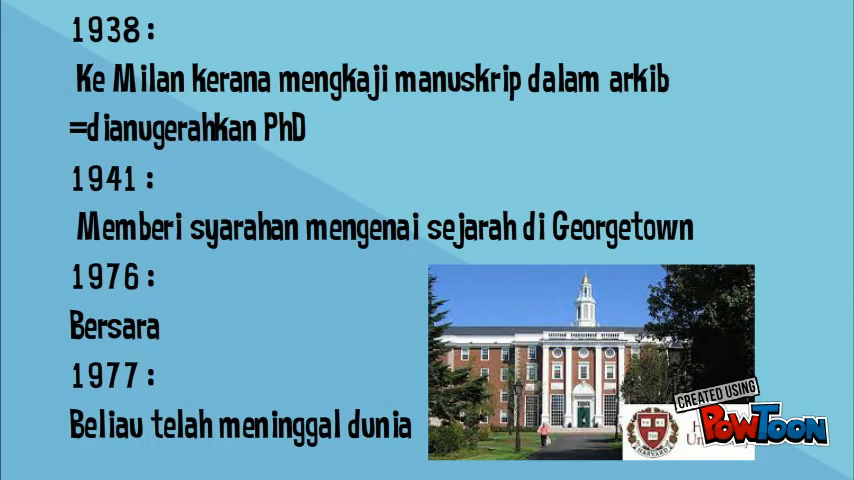 1938:
Ke Milan kerana mengkaji manuskrip dalam arkib
=dianugerahkan PhD
1941:
Memberi syarahan mengenai sejarah di Georgetown
1976:
Bersara
1977:
Beliau telah meninggal dunia
HARVARD
CREATED USING
POWTOON